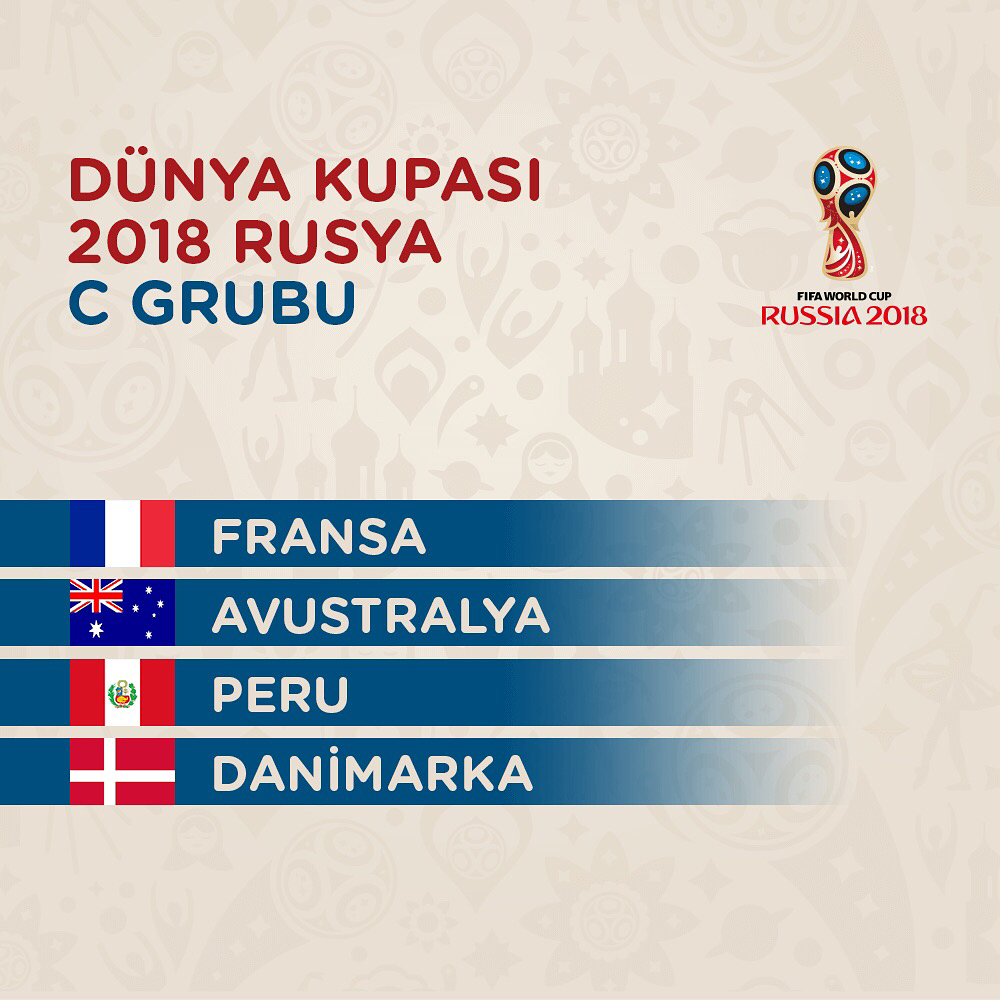 DÜNYA KUPASI
2018 RUSYA
C GRUBU
FIFA WORLD CUP
RUSSIA 2018
FRANSA
AVUSTRALYA
PERU
DANİMARKA